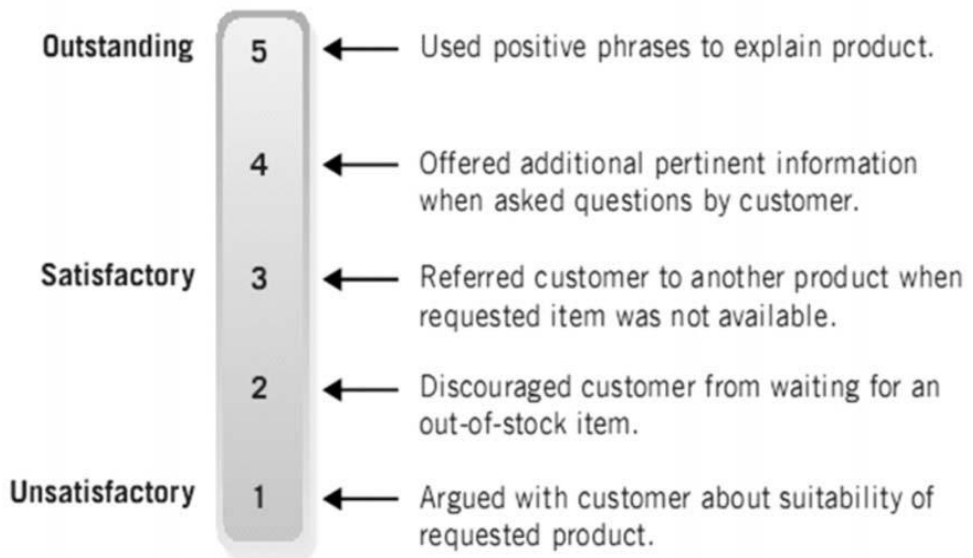 Outstanding 5 Used positive phrases to explain product.
4 Offered additional pertinent information
when asked questions by customer.
Satisfactory 3 Referred customer to another product when
requested item was not available.
2 Discouraged customer from waiting for an
out-of-stock item.
Unsatisfactory 1 Argued with customer about suitability of
requested product.